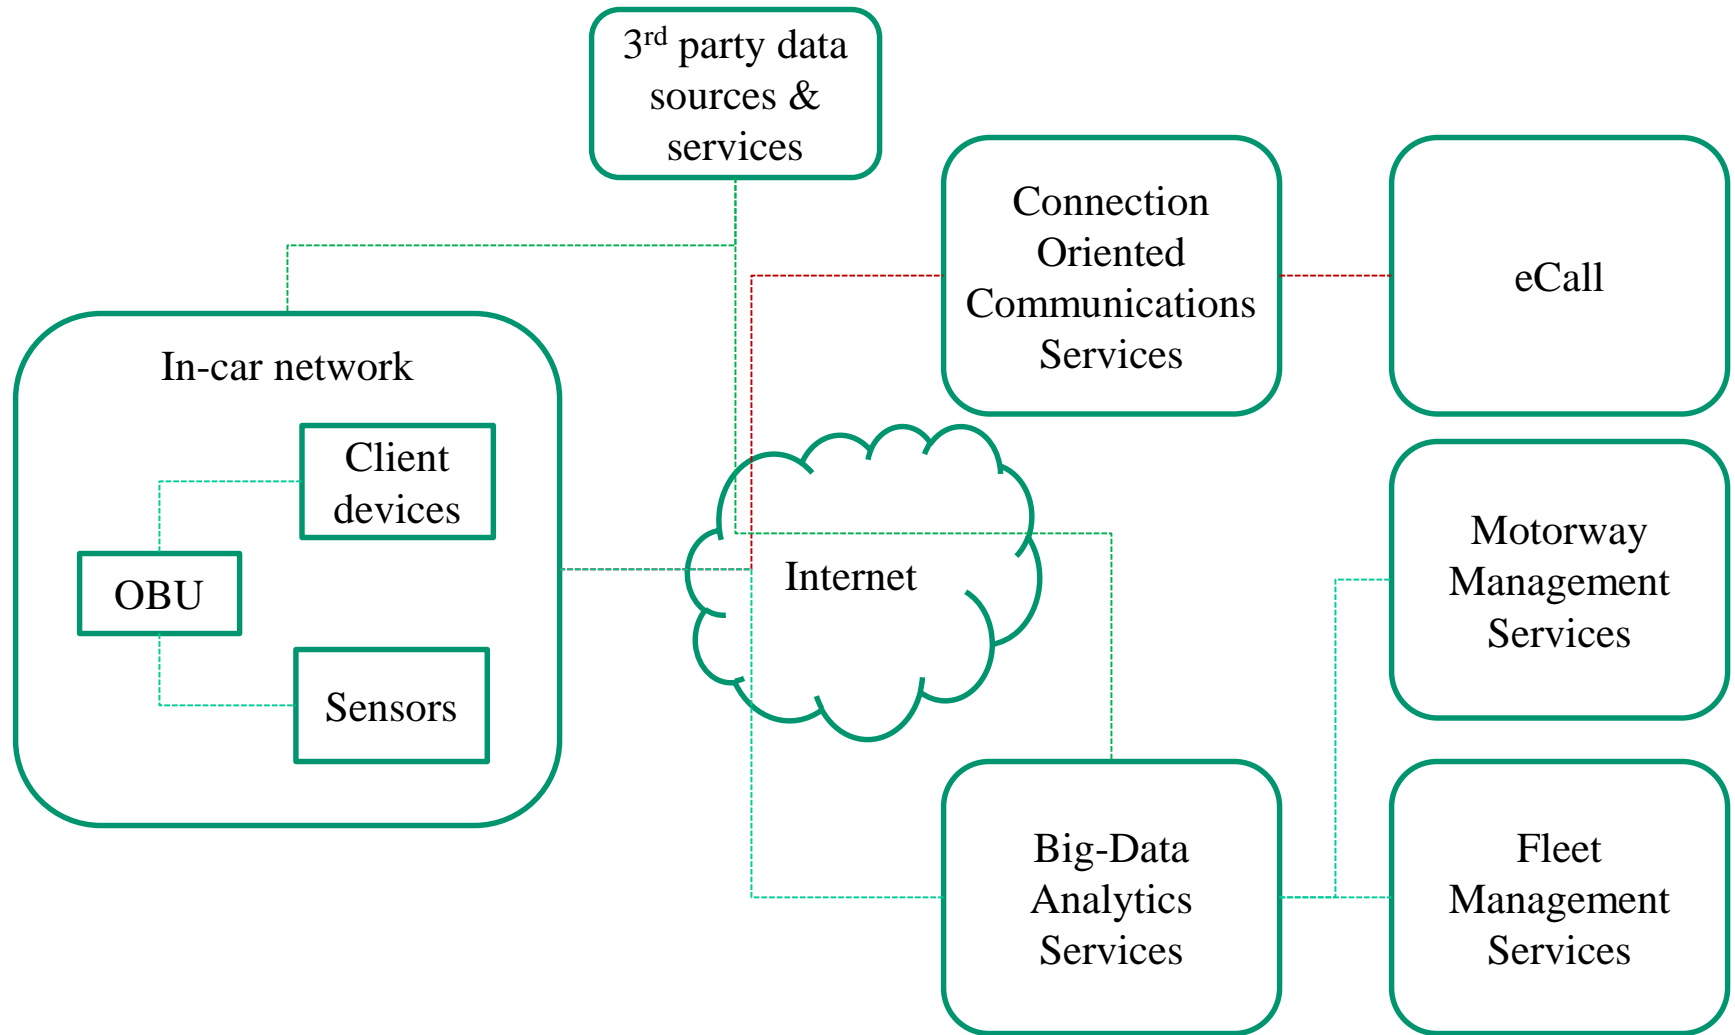 3rd party data
sources &
services
Connection
Oriented
Communications
Services
eCall
In-car network
Client
devices
OBU
Sensors
Internet
Motorway
Management
Services
Big-Data
Analytics
Services
Fleet
Management
Services